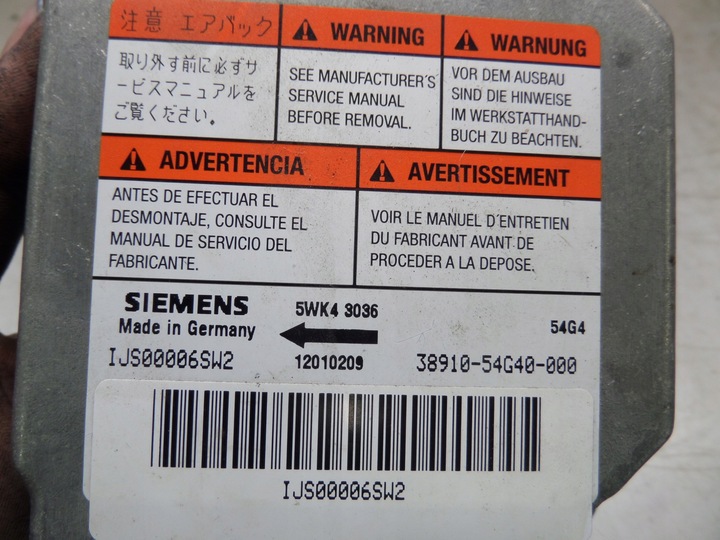 注意 エアバック
取り外す前に必ずサ
ービスマニュアルを
ご覧ください。
WARNING
SEE MANUFACTURER'S
SERVICE MANUAL
BEFORE REMOVAL.
WARNUNG
VOR DEM AUSBAU
SIND DIE HINWEISE
IM WERKSTATTHAND-
BUCH ZU BEACHTEN.
ADVERTENCIA
ANTES DE EFECTUAR EL
DESMONTAJE, CONSULTE EL
MANUAL DE SERVICIO DEL
FABRICANTE.
AVERTISSEMENT
VOIR LE MANUEL D'ENTRETIEN
DU FABRICANT AVANT DE
PROCEDER A LA DEPOSE.
SIEMENS
Made in Germany
5WK4 3036
54G4
IJS00006SW2
12010209
38910-54G40-000
IJS00006SW2